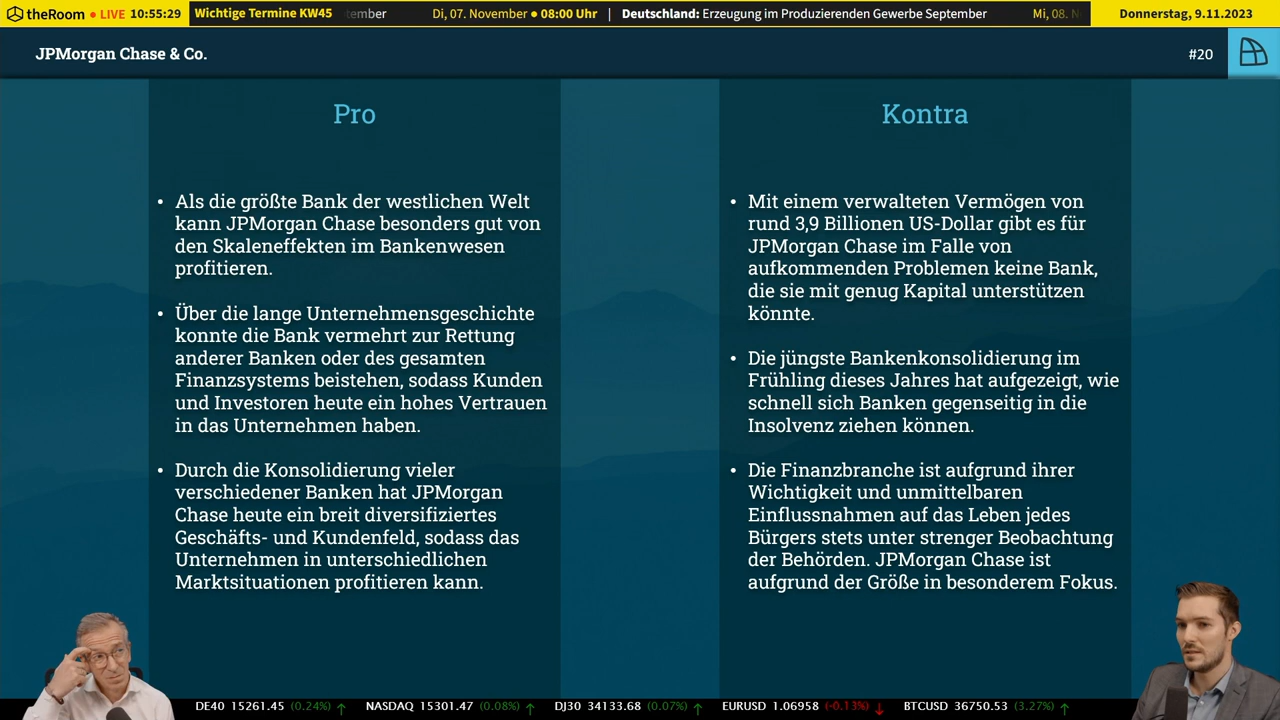 theRoom ● LIVE 10:55:29
Wichtige Termine KW45
tember Di, 07. November ● 08:00 Uhr | Deutschland: Erzeugung im Produzierenden Gewerbe September Mi, 08. N
Donnerstag, 9.11.2023
JPMorgan Chase & Co.
#20
Pro
• Als die größte Bank der westlichen Welt
kann JPMorgan Chase besonders gut von
den Skaleneffekten im Bankenwesen
profitieren.
• Über die lange Unternehmensgeschichte
konnte die Bank vermehrt zur Rettung
anderer Banken oder des gesamten
Finanzsystems beistehen, sodass Kunden
und Investoren heute ein hohes Vertrauen
in das Unternehmen haben.
• Durch die Konsolidierung vieler
verschiedener Banken hat JPMorgan
Chase heute ein breit diversifiziertes
Geschäfts- und Kundenfeld, sodass das
Unternehmen in unterschiedlichen
Marktsituationen profitieren kann.
Kontra
• Mit einem verwalteten Vermögen von
rund 3,9 Billionen US-Dollar gibt es für
JPMorgan Chase im Falle von
aufkommenden Problemen keine Bank,
die sie mit genug Kapital unterstützen
könnte.
• Die jüngste Bankenkonsolidierung im
Frühling dieses Jahres hat aufgezeigt, wie
schnell sich Banken gegenseitig in die
Insolvenz ziehen können.
• Die Finanzbranche ist aufgrund ihrer
Wichtigkeit und unmittelbaren
Einflussnahmen auf das Leben jedes
Bürgers stets unter strenger Beobachtung
der Behörden. JPMorgan Chase ist
aufgrund der Größe in besonderem Fokus.
DE40 15261.45 (0.24%) ↑ NASDAQ 15301.47 (0.08%) ↑ DJ30 34133.68 (0.07%) ↑ EURUSD 1.06958 (-0.13%) ↓ BTCUSD 36750.53 (3.27%) ↑